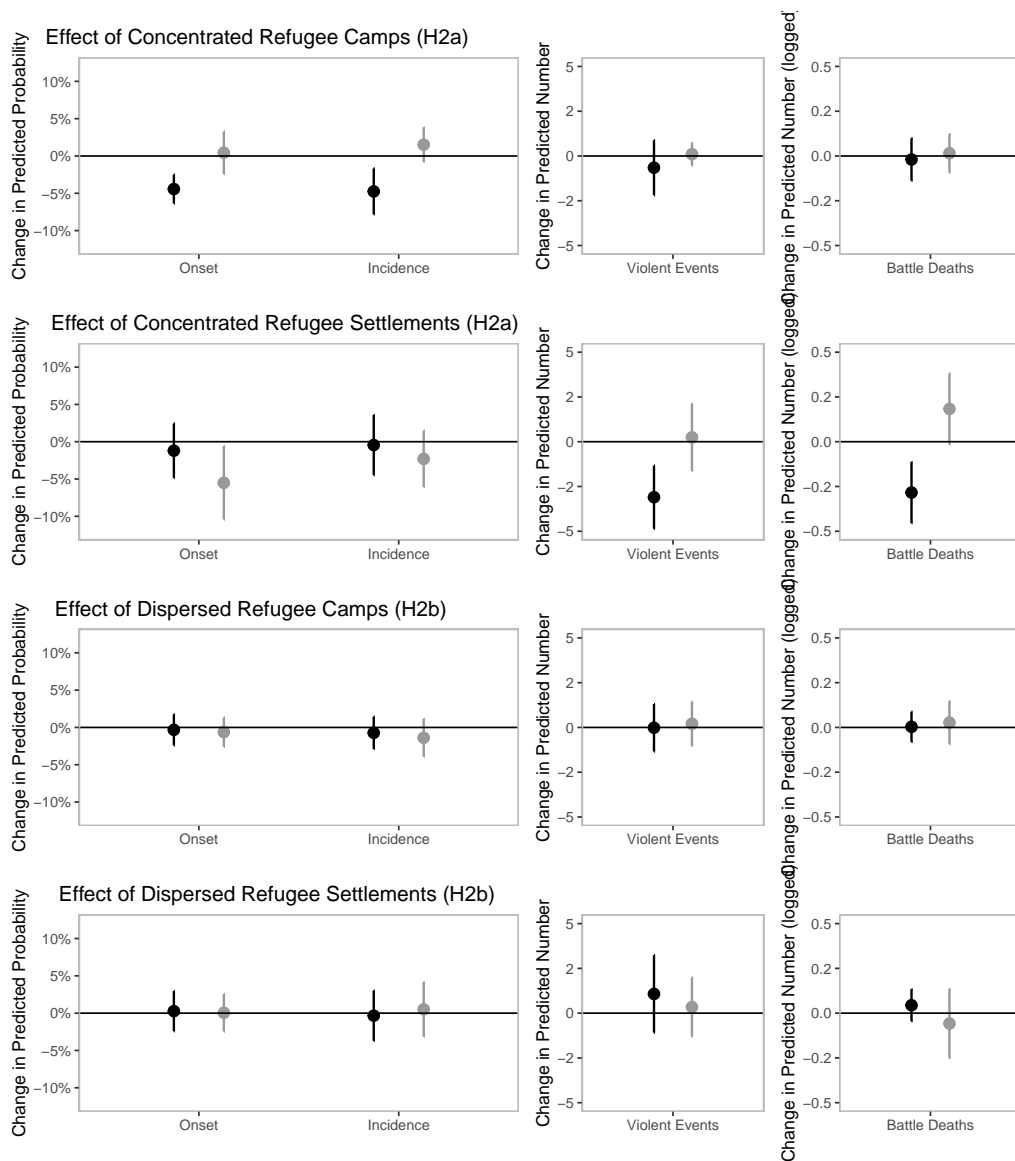 Effect of Concentrated Refugee Camps (H2a)
Change in Predicted Probability
10%
5%
0%
−5%
−10%
Onset
Incidence
Change in Predicted Number
5
2
0
−2
−5
Violent Events
Change in Predicted Number (logged)
0.5
0.2
0.0
−0.2
−0.5
Battle Deaths
Effect of Concentrated Refugee Settlements (H2a)
Change in Predicted Probability
10%
5%
0%
−5%
−10%
Onset
Incidence
Change in Predicted Number
5
2
0
−2
−5
Violent Events
Change in Predicted Number (logged)
0.5
0.2
0.0
−0.2
−0.5
Battle Deaths
Effect of Dispersed Refugee Camps (H2b)
Change in Predicted Probability
10%
5%
0%
−5%
−10%
Onset
Incidence
Change in Predicted Number
5
2
0
−2
−5
Violent Events
Change in Predicted Number (logged)
0.5
0.2
0.0
−0.2
−0.5
Battle Deaths
Effect of Dispersed Refugee Settlements (H2b)
Change in Predicted Probability
10%
5%
0%
−5%
−10%
Onset
Incidence
Change in Predicted Number
5
2
0
−2
−5
Violent Events
Change in Predicted Number (logged)
0.5
0.2
0.0
−0.2
−0.5
Battle Deaths